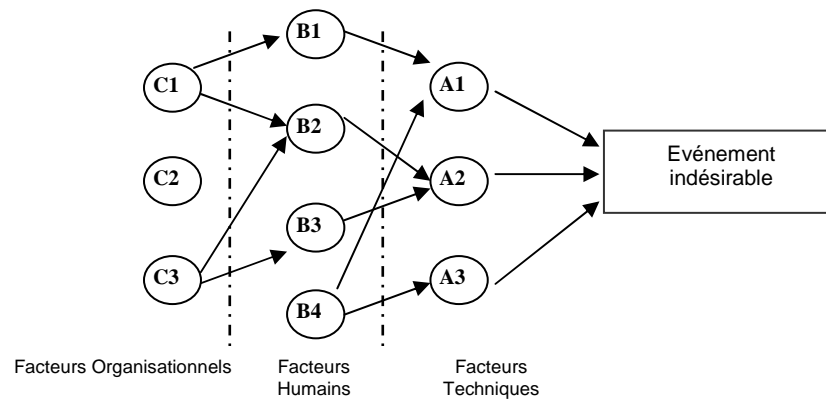 B1
C1
A1
B2
Evénement
indésirable
C2
A2
B3
C3
A3
B4
Facteurs Organisationnels
Facteurs
Humains
Facteurs
Techniques